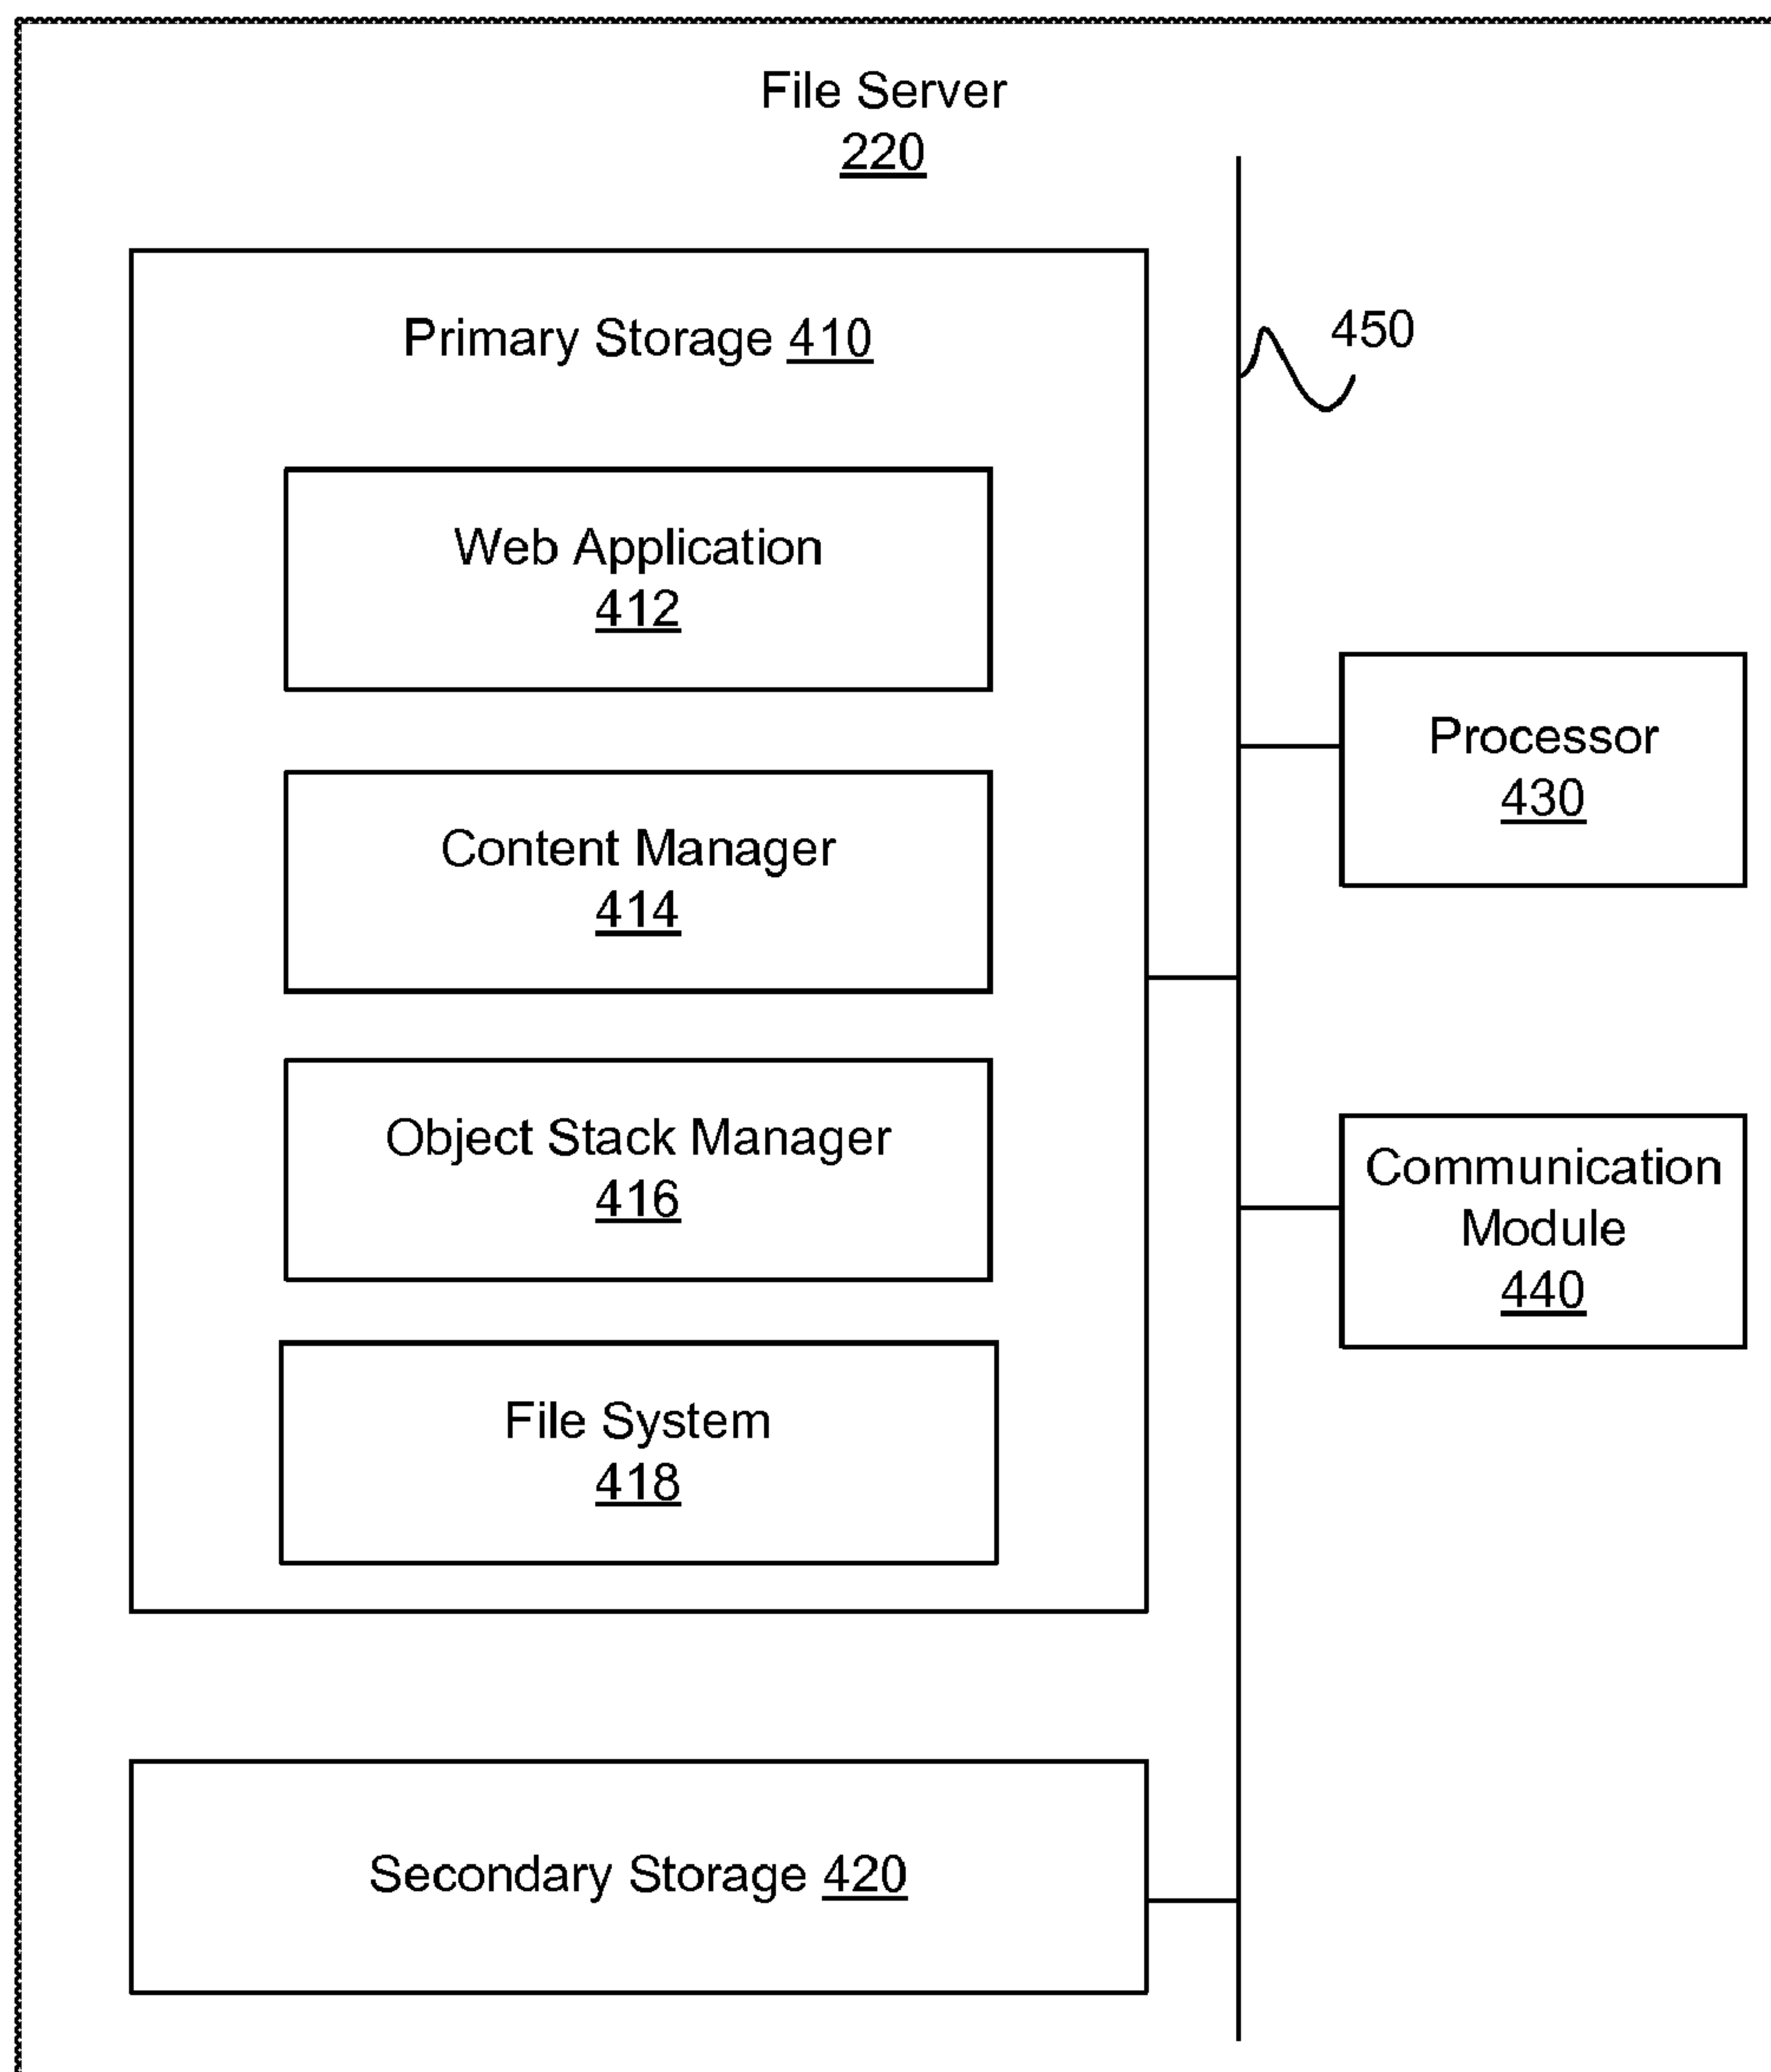 File Server
220
Primary Storage 410
450
Web Application
412
Content Manager
414
Object Stack Manager
416
File System
418
Processor
430
Communication
Module
440
Secondary Storage 420